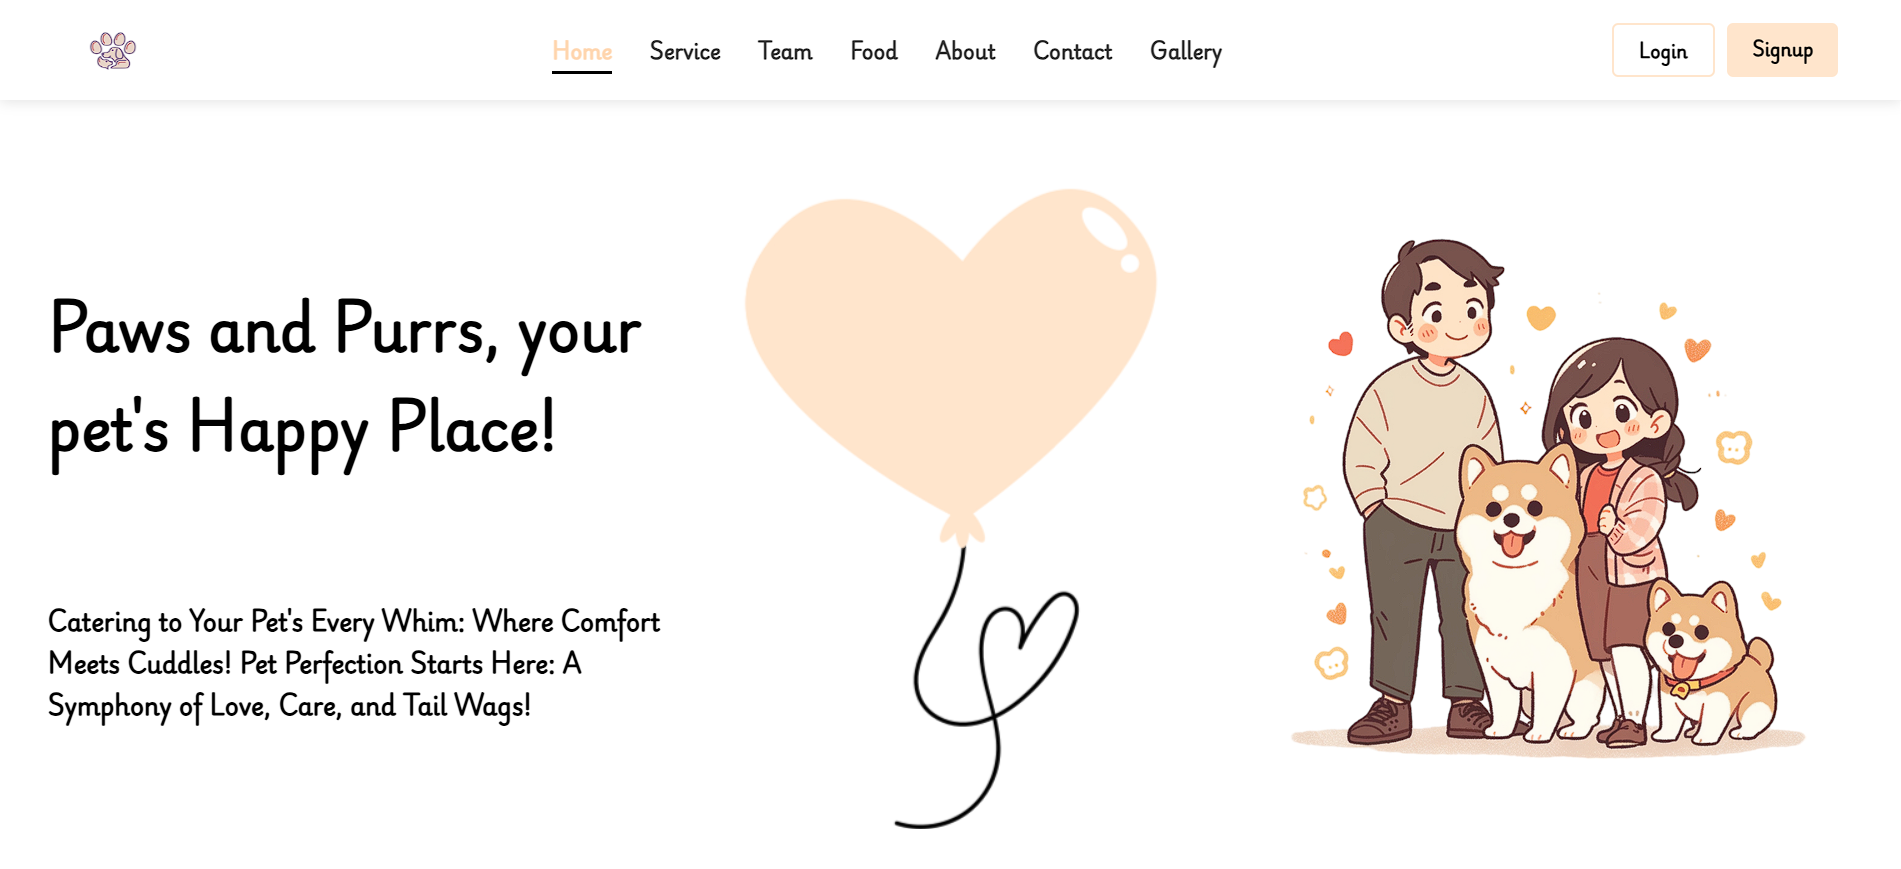 Home Service Team Food About Contact Gallery Login Signup
Paws and Purrs, your
pet's Happy Place!
Catering to Your Pet's Every Whim: Where Comfort
Meets Cuddles! Pet Perfection Starts Here: A
Symphony of Love, Care, and Tail Wags!